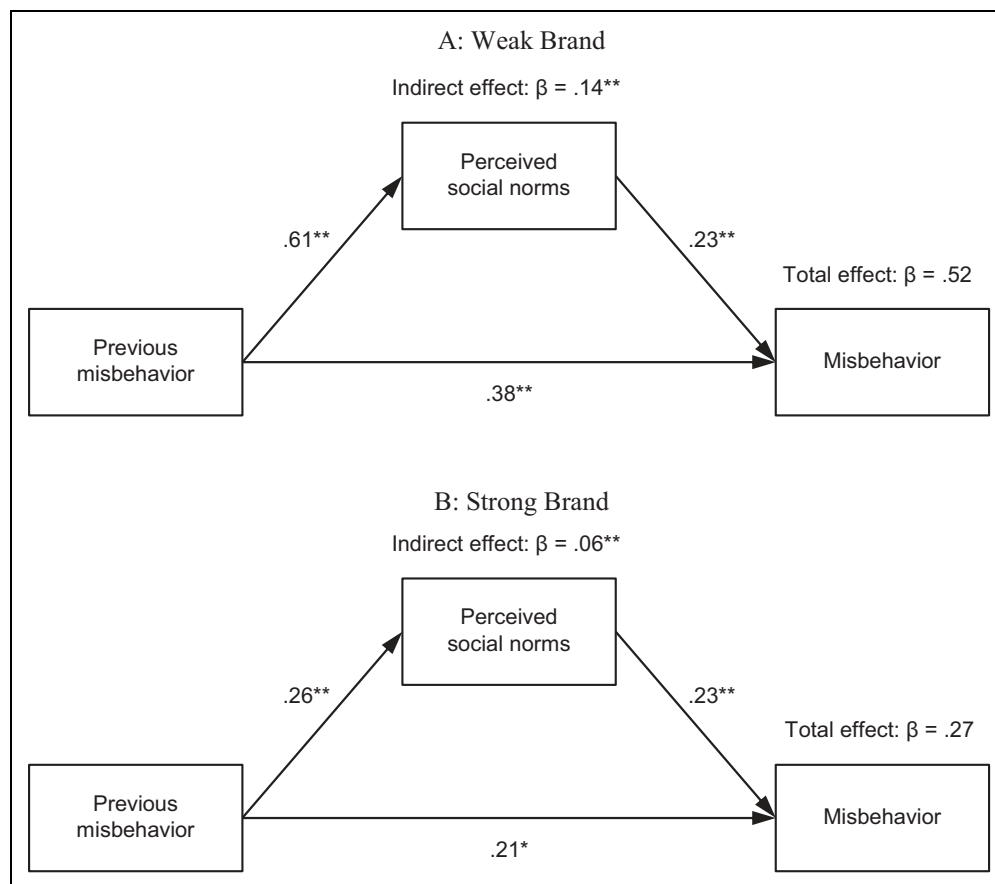 A: Weak Brand
Indirect effect: β = .14**
Perceived
social norms
.61**
.23**
Total effect: β = .52
Previous
misbehavior
Misbehavior
.38**
B: Strong Brand
Indirect effect: β = .06**
Perceived
social norms
.26**
.23**
Total effect: β = .27
Previous
misbehavior
Misbehavior
.21*